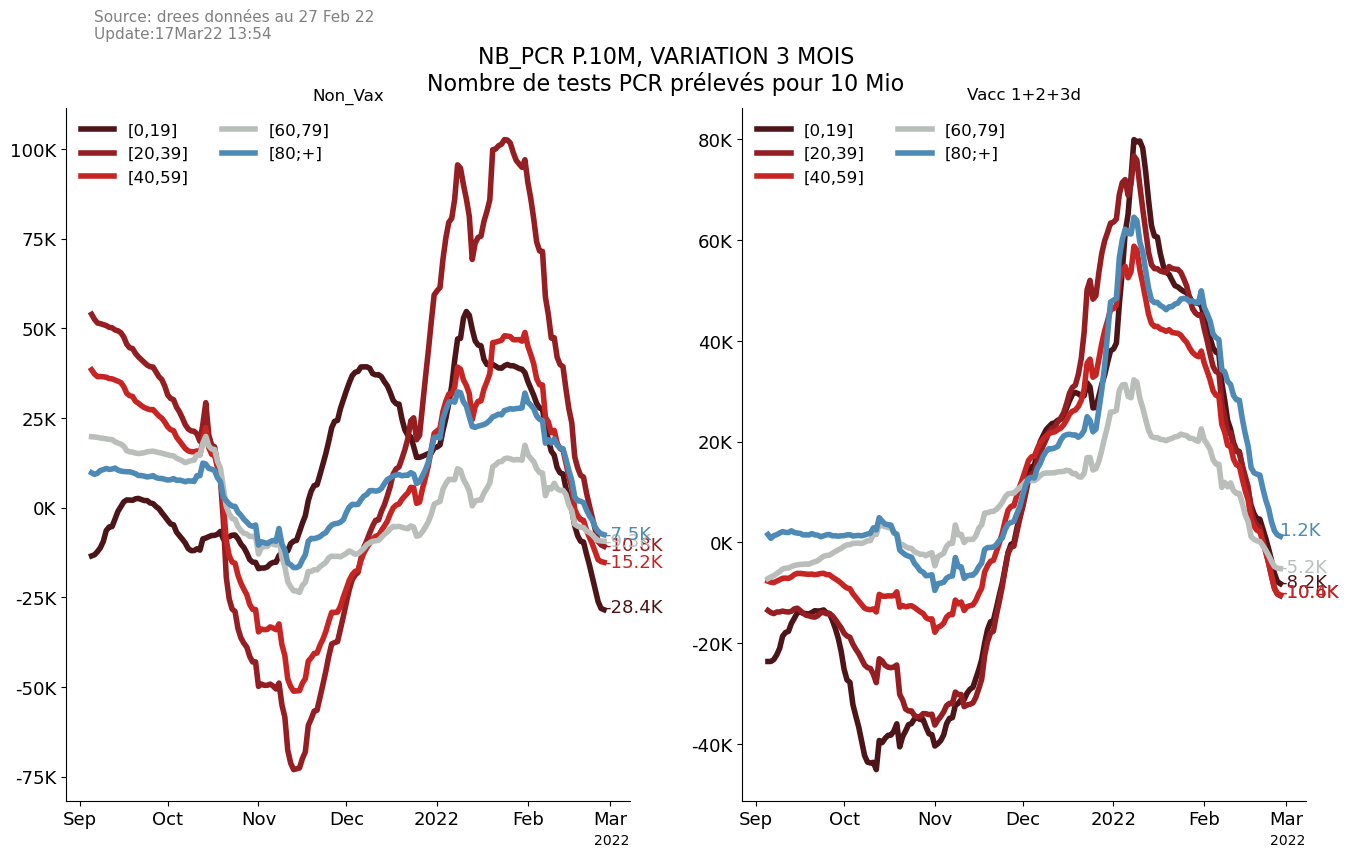 Source: drees données au 27 Feb 22
Update:17Mar22 13:54
NB_PCR P.10M, VARIATION 3 MOIS
Nombre de tests PCR prélevés pour 10 Mio
Non_Vax
[0,19]
[20,39]
[40,59]
[60,79]
[80;+]
100K
75K
50K
25K
0K
-25K
-50K
-75K
-7.5K
-10.8K
-15.2K
-28.4K
Sep
Oct
Nov
Dec
2022
Feb
Mar
2022
Vacc 1+2+3d
[0,19]
[20,39]
[40,59]
[60,79]
[80;+]
80K
60K
40K
20K
0K
-20K
-40K
1.2K
-5.2K
-8.2K
Sep
Oct
Nov
Dec
2022
Feb
Mar
2022